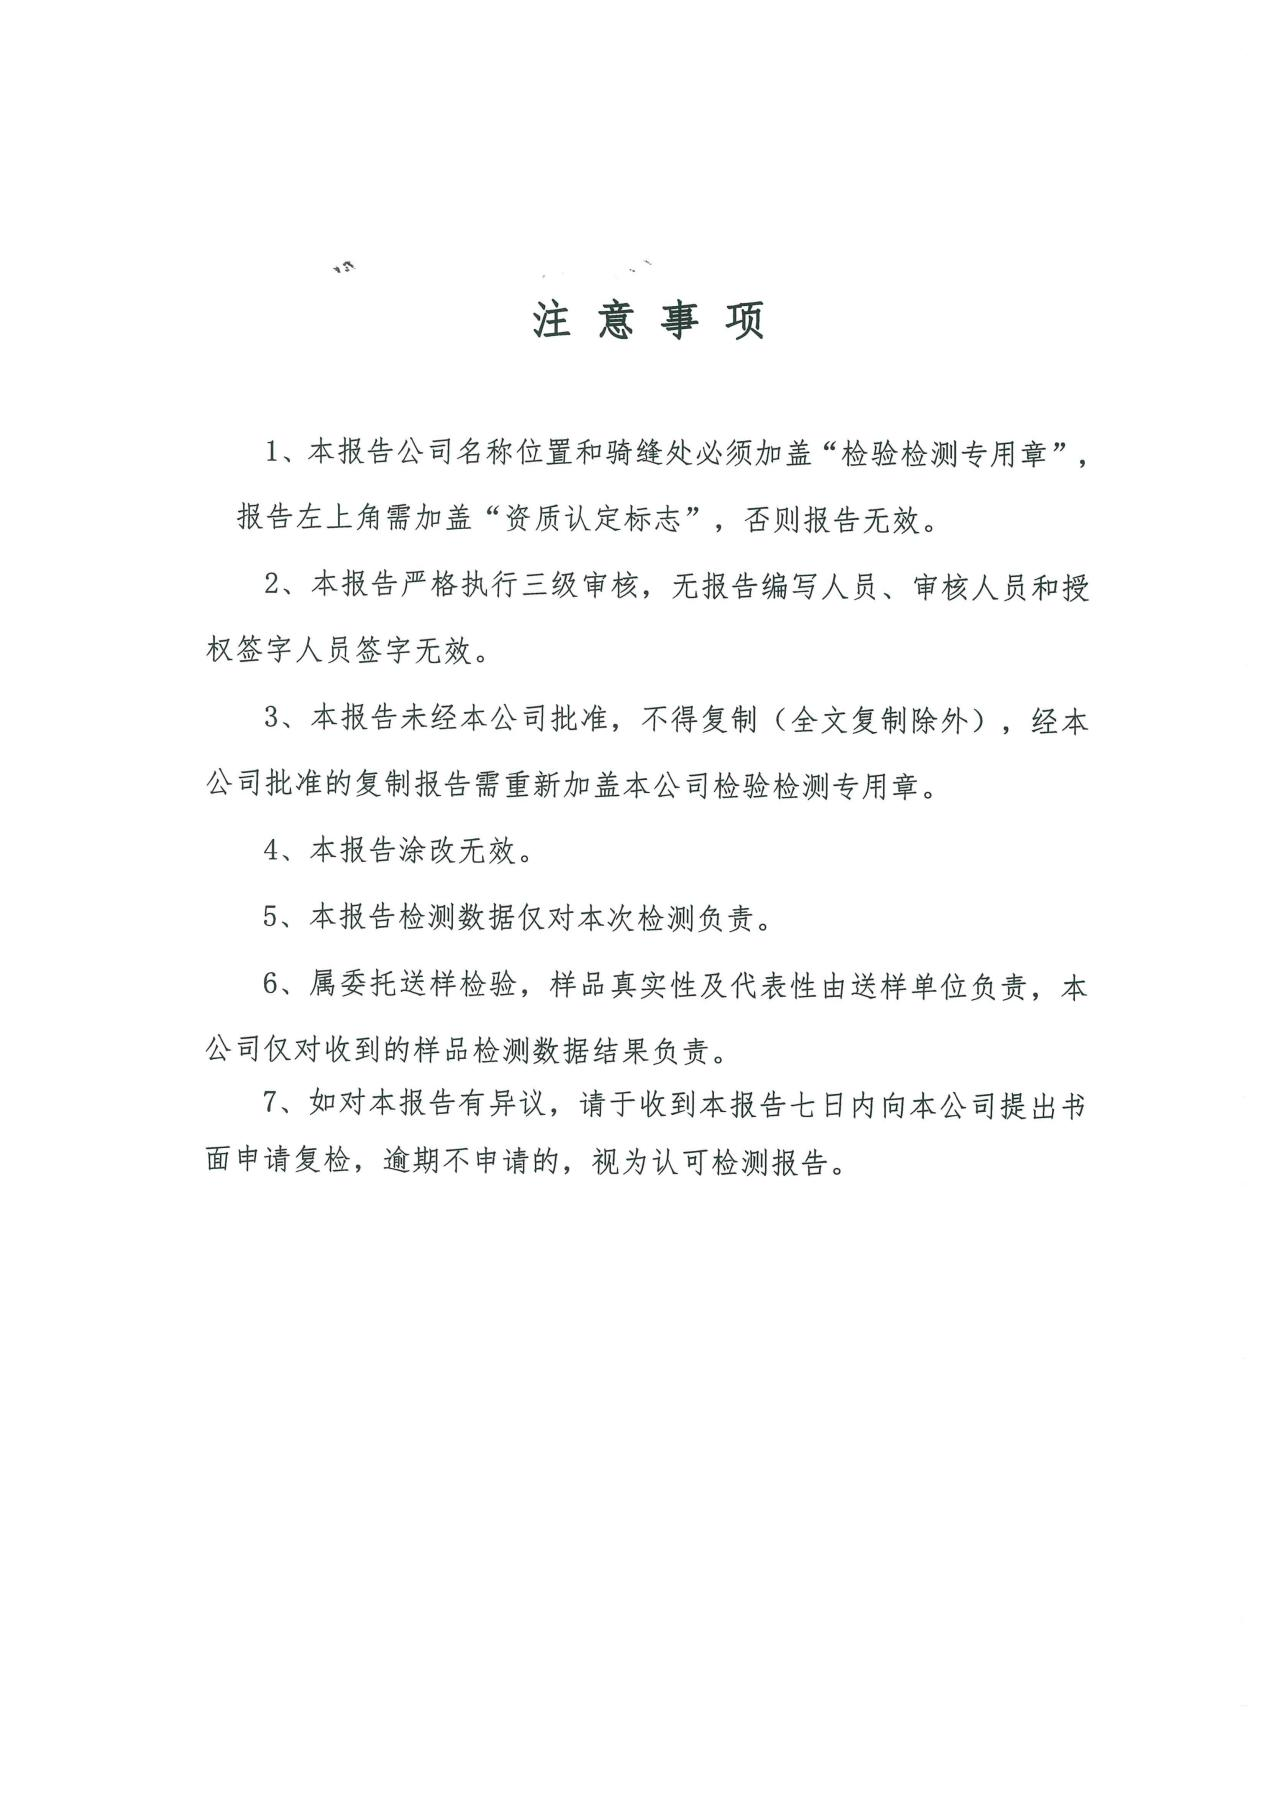 注意事项
1、本报告公司名称位置和骑缝处必须加盖“检验检测专用章”，
报告左上角需加盖“资质认定标志”，否则报告无效。
2、本报告严格执行三级审核，无报告编写人员、审核人员和授
权签字人员签字无效。
3、本报告未经本公司批准，不得复制（全文复制除外），经本
公司批准的复制报告需重新加盖本公司检验检测专用章。
4、本报告涂改无效。
5、本报告检测数据仅对本次检测负责。
6、属委托送样检验，样品真实性及代表性由送样单位负责，本
公司仅对收到的样品检测数据结果负责。
7、如对本报告有异议，请于收到本报告七日内向本公司提出书
面申请复检，逾期不申请的，视为认可检测报告。